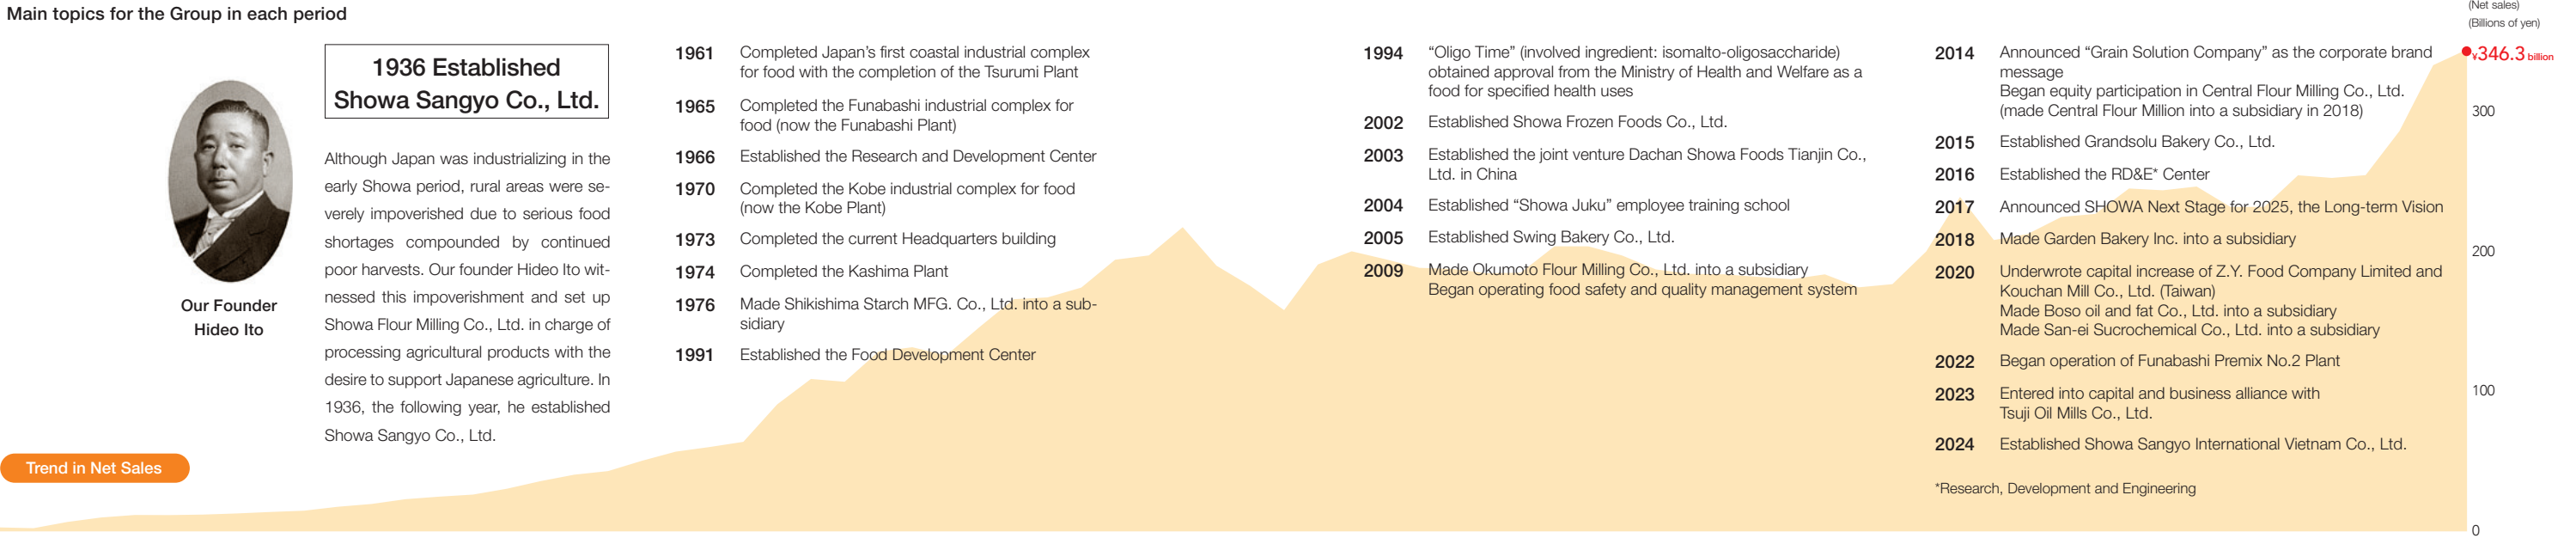 Main topics for the Group in each period
1936 Established
Showa Sangyo Co., Ltd.
Our Founder
Hideo Ito
Although Japan was industrializing in the
early Showa period, rural areas were se-
verely impoverished due to serious food
shortages compounded by continued
poor harvests. Our founder Hideo Ito wit-
nessed this impoverishment and set up
Showa Flour Milling Co., Ltd. in charge of
processing agricultural products with the
desire to support Japanese agriculture. In
1936, the following year, he established
Showa Sangyo Co., Ltd.
Trend in Net Sales
1961 Completed Japan's first coastal industrial complex
for food with the completion of the Tsurumi Plant
1965 Completed the Funabashi industrial complex for
food (now the Funabashi Plant)
1966 Established the Research and Development Center
1970 Completed the Kobe industrial complex for food
(now the Kobe Plant)
1973 Completed the current Headquarters building
1974 Completed the Kashima Plant
1976 Made Shikishima Starch MFG. Co., Ltd. into a sub-
sidiary
1991 Established the Food Development Center
1994 “Oligo Time” (involved ingredient: isomalto-oligosaccharide)
obtained approval from the Ministry of Health and Welfare as a
food for specified health uses
2002 Established Showa Frozen Foods Co., Ltd.
2003 Established the joint venture Dachan Showa Foods Tianjin Co.,
Ltd. in China
2004 Established “Showa Juku” employee training school
2005 Established Swing Bakery Co., Ltd.
2009 Made Okumoto Flour Milling Co., Ltd. into a subsidiary
Began operating food safety and quality management system
2014 Announced “Grain Solution Company” as the corporate brand
message
Began equity participation in Central Flour Milling Co., Ltd.
(made Central Flour Million into a subsidiary in 2018)
2015 Established Grandsolu Bakery Co., Ltd.
2016 Established the RD&E* Center
2017 Announced SHOWA Next Stage for 2025, the Long-term Vision
2018 Made Garden Bakery Inc. into a subsidiary
2020 Underwrote capital increase of Z.Y. Food Company Limited and
Kouchan Mill Co., Ltd. (Taiwan)
Made Boso oil and fat Co., Ltd. into a subsidiary
Made San-ei Sucrochemical Co., Ltd. into a subsidiary
2022 Began operation of Funabashi Premix No.2 Plant
2023 Entered into capital and business alliance with
Tsuji Oil Mills Co., Ltd.
2024 Established Showa Sangyo International Vietnam Co., Ltd.
*Research, Development and Engineering
(Net sales)
(Billions of yen)
¥346.3 billion
300
200
100
0